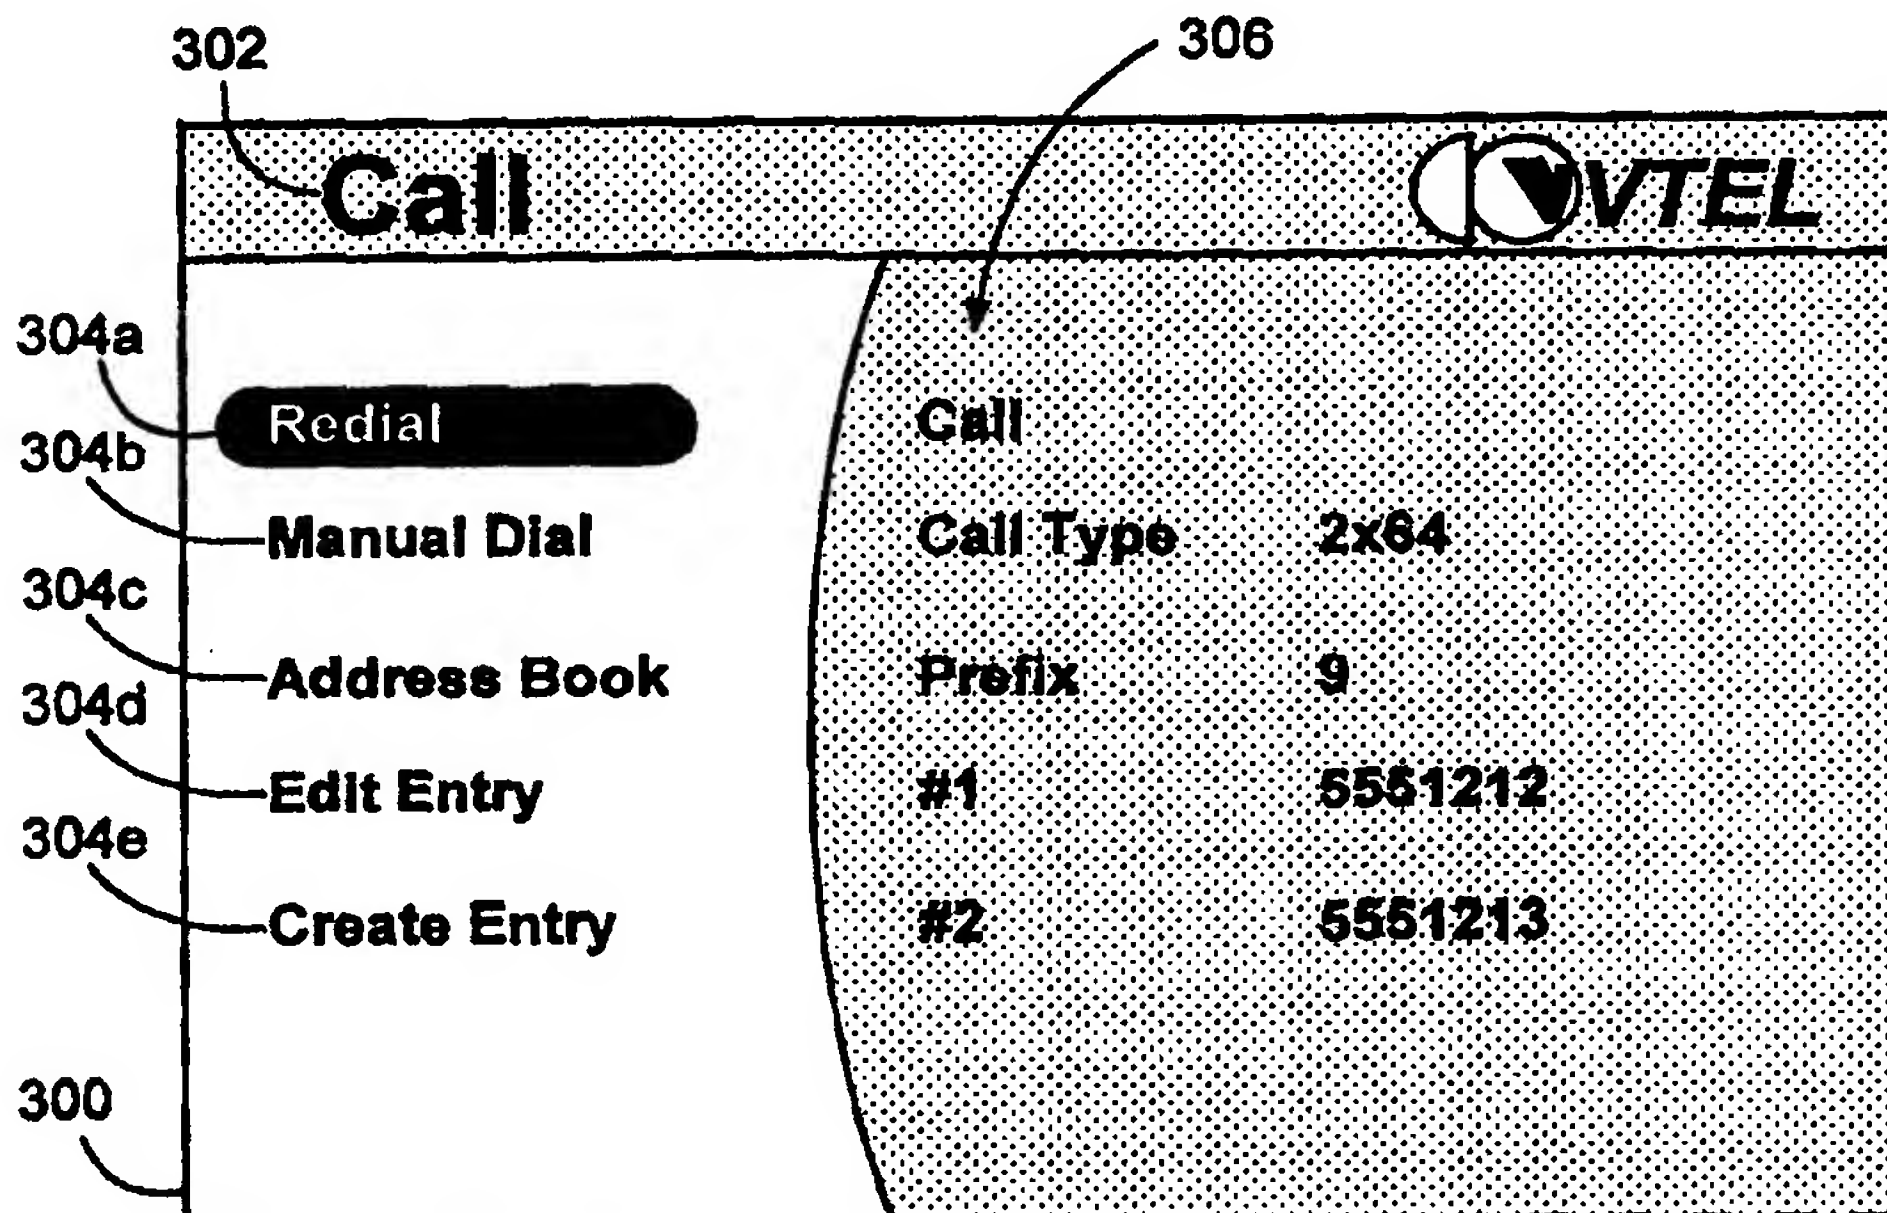 302
306
Call
VTEL
304a
Redial
Call
304b
Manual Dial
Call Type 2x64
304c
Address Book
Prefix 9
304d
Edit Entry
#1 5551212
304e
Create Entry
#2 5551213
300